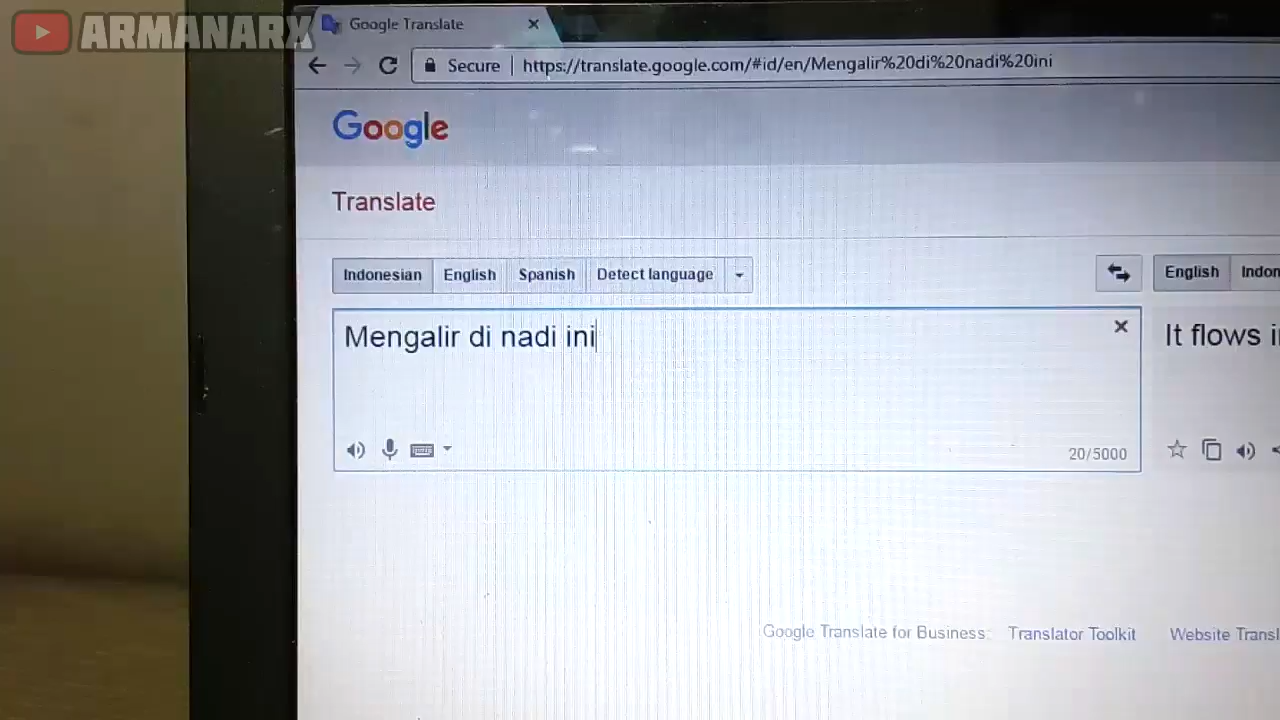 ARMANARX
Google Translate
Secure https://translate.google.com/#id/en/Mengalir%20di%20nadi%20ini
Google
Translate
Indonesian English Spanish Detect language English Indon
Mengalir di nadi ini It flows i
20/5000
Google Translate for Business: Translator Toolkit Website Transl